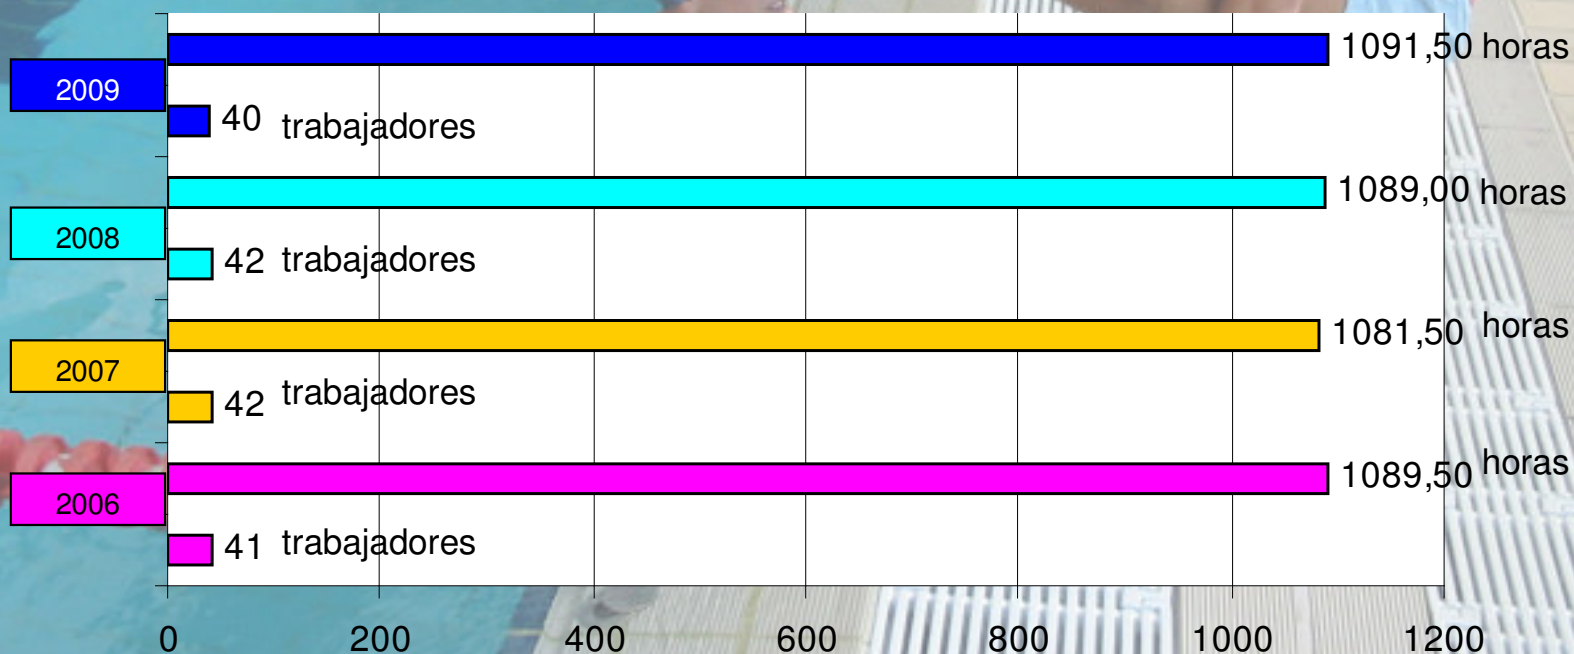 1091,50 horas
2009
40 trabajadores
1089,00 horas
2008
42 trabajadores
1081,50 horas
2007
42 trabajadores
1089,50 horas
2006
41 trabajadores
0 200 400 600 800 1000 1200